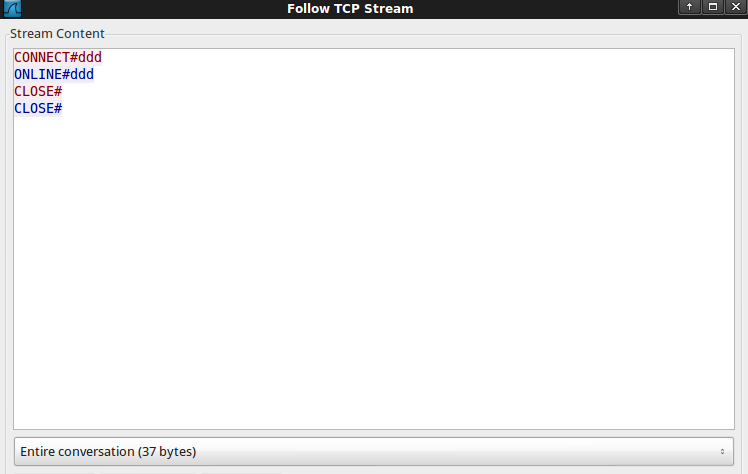 Follow TCP Stream
Stream Content
CONNECT#ddd
ONLINE#ddd
CLOSE#
CLOSE#
Entire conversation (37 bytes)